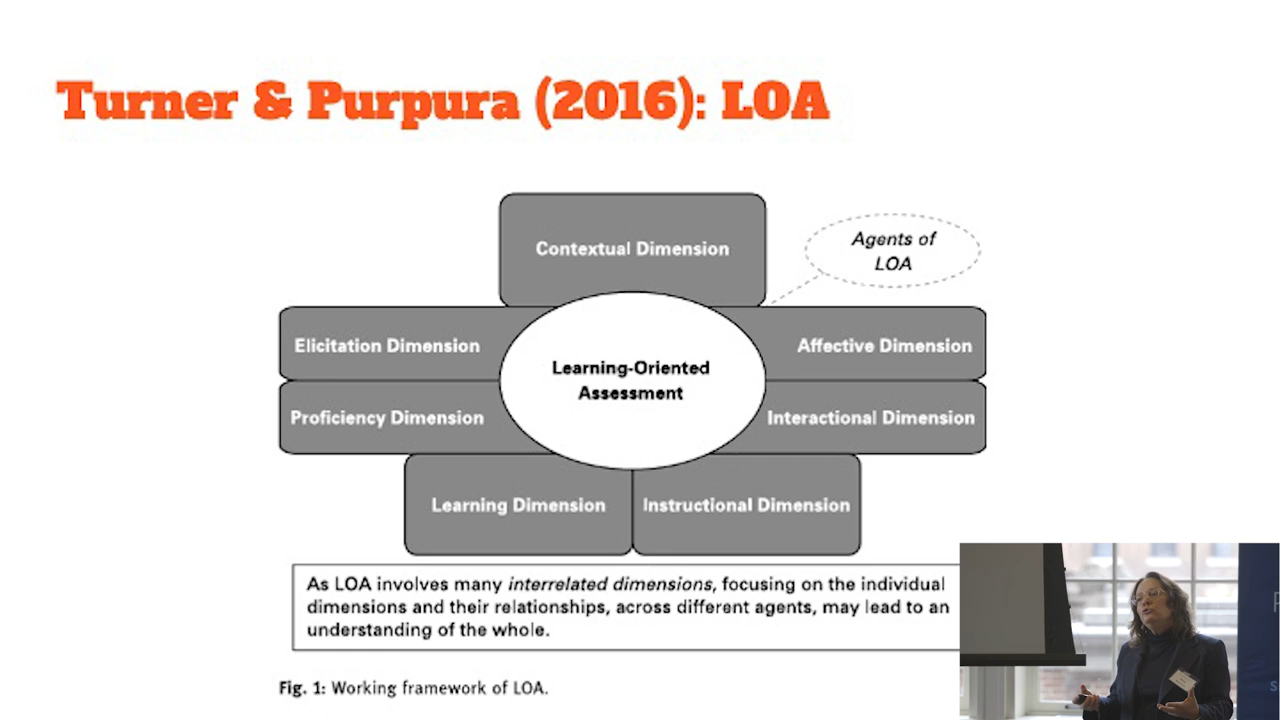 Turner & Purpura (2016): LOA
Contextual Dimension
Agents of
LOA
Elicitation Dimension
Affective Dimension
Learning-Oriented
Assessment
Proficiency Dimension
Interactional Dimension
Learning Dimension
Instructional Dimension
As LOA involves many interrelated dimensions, focusing on the individual
dimensions and their relationships, across different agents, may lead to an
understanding of the whole.
Fig. 1: Working framework of LOA.